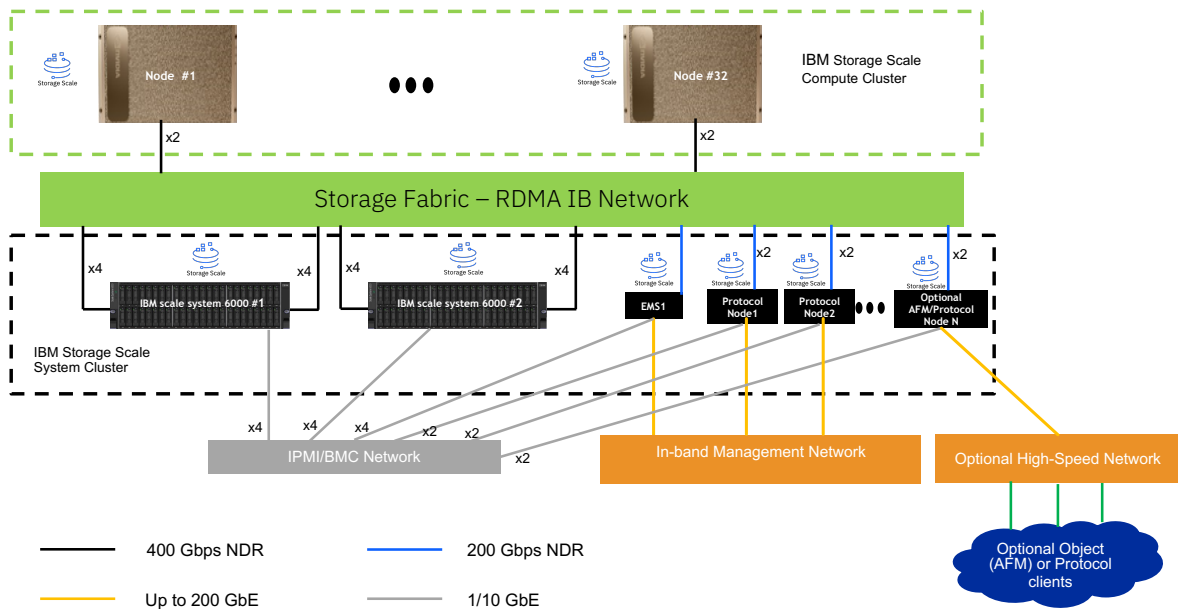 Storage Scale
Node #1
Storage Scale
Node #32
IBM Storage Scale
Compute Cluster
x2
x2
Storage Fabric – RDMA IB Network
x4
x4
x4
x4
x2
x2
x2
Storage Scale
Storage Scale
Storage Scale
Storage Scale
Storage Scale
Storage Scale
IBM scale system 6000 #1
IBM scale system 6000 #2
EMS1
Protocol
Node1
Protocol
Node2
Optional
AFM/Protocol
Node N
IBM Storage Scale
System Cluster
x4
x4
x4
x2
x2
x2
IPMI/BMC Network
In-band Management Network
Optional High-Speed Network
400 Gbps NDR
200 Gbps NDR
Up to 200 GbE
1/10 GbE
Optional Object
(AFM) or Protocol
clients